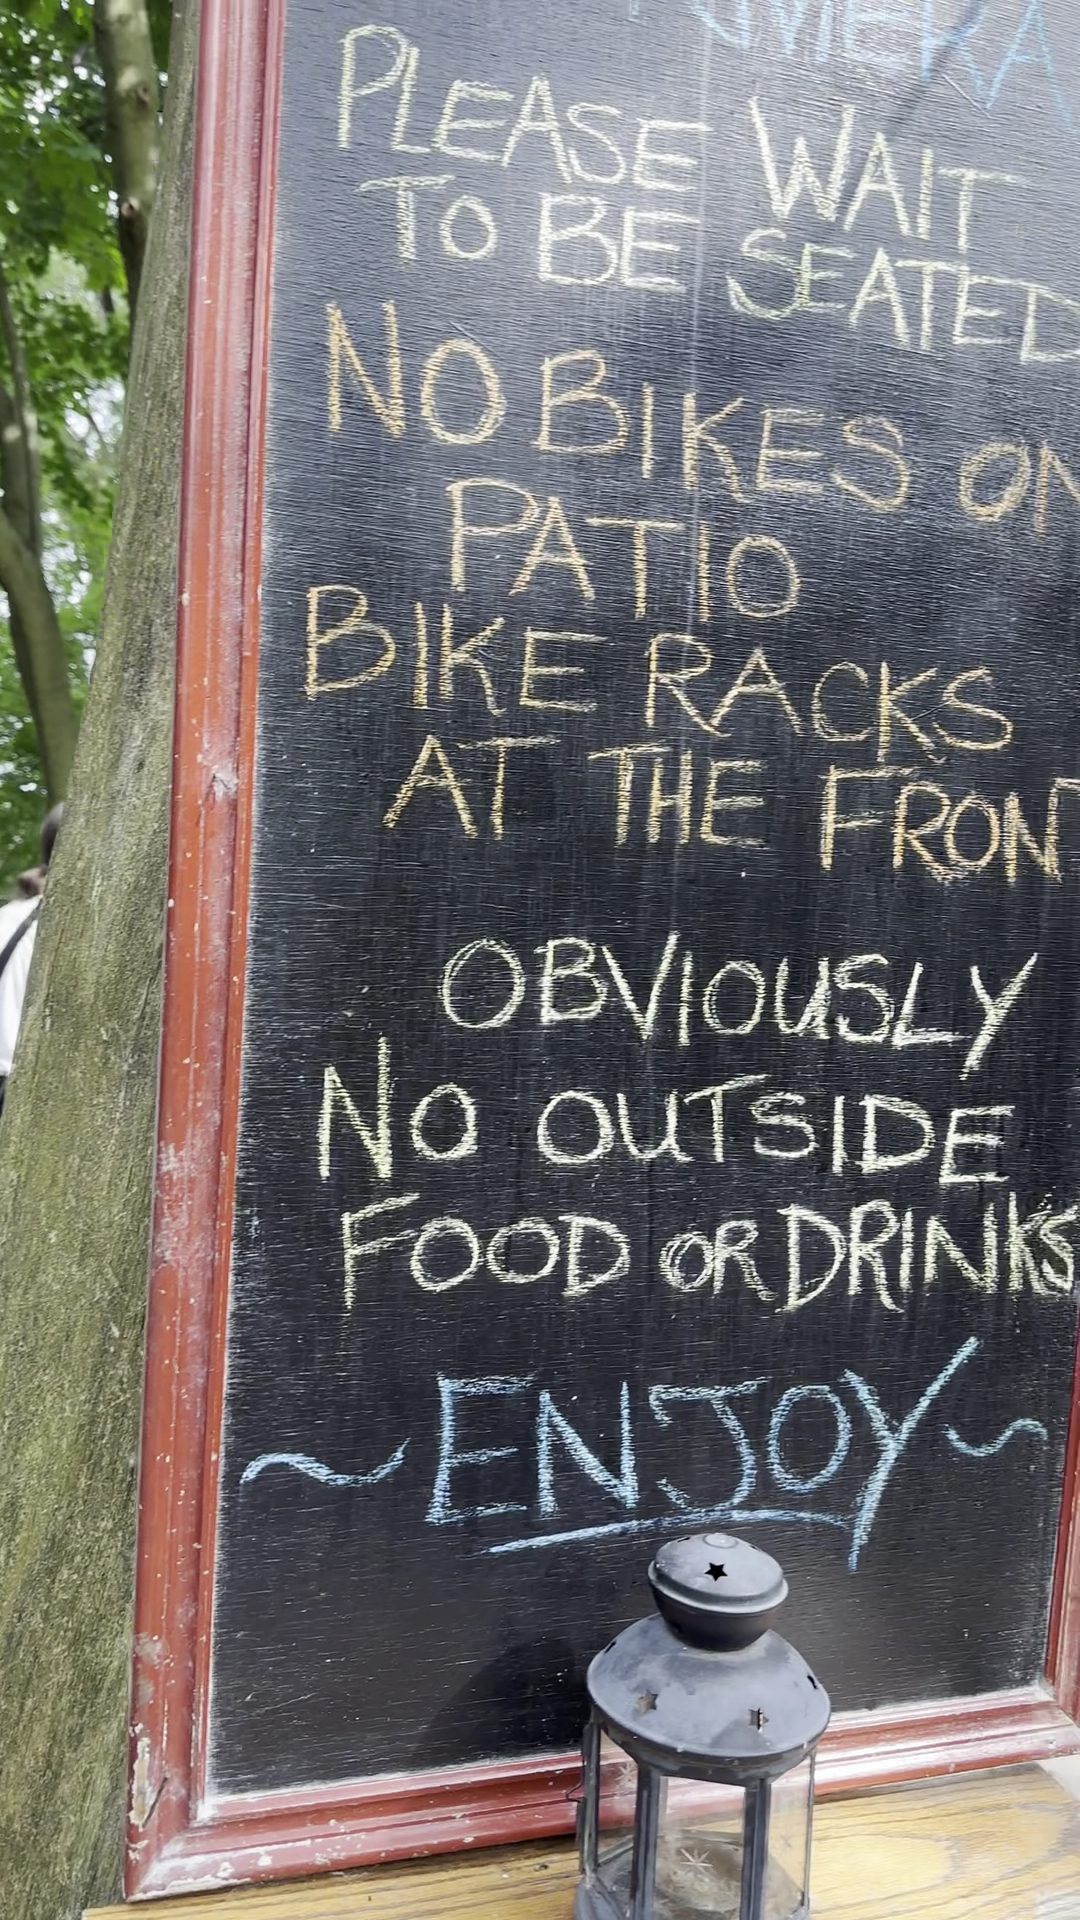 PLEASE WAIT
TO BE SEATED
NO BIKES ON
PATIO
BIKE RACKS
AT THE FRONT
OBVIOUSLY
NO OUTSIDE
FOOD OR DRINKS
~ENJOY~